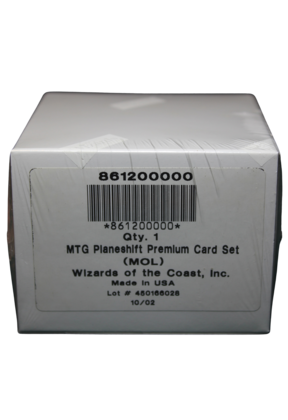 861200000
*861200000*
Qty. 1
MTG Planeshift Premium Card Set
(MOL)
Wizards of the Coast, Inc.
Made in USA
Lot # 450168028
10/02